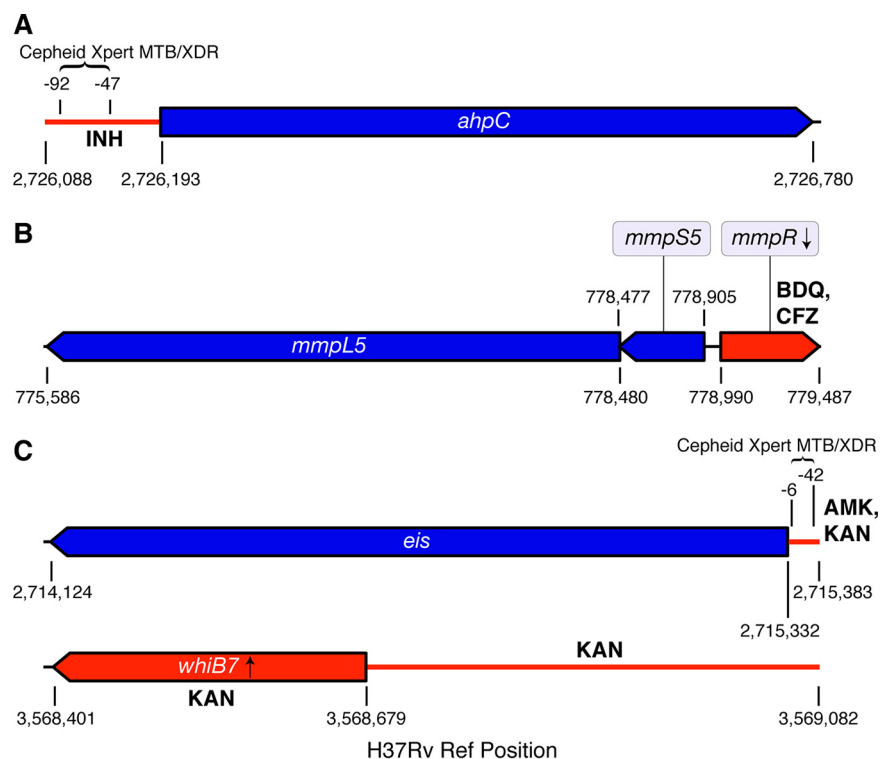 A
Cepheid Xpert MTB/XDR
-92 -47
ahpC
INH
2,726,088 2,726,193 2,726,780
B
mmpS5 mmpR ↓
778,477 778,905 BDQ,
CFZ
mmpL5
775,586 778,480 778,990 779,487
C
Cepheid Xpert MTB/XDR
-42
-6
AMK,
KAN
eis
2,714,124 2,715,383
2,715,332
KAN
whiB7 ↑
KAN
3,568,401 3,568,679 3,569,082
H37Rv Ref Position